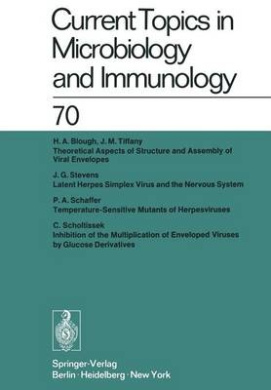 Current Topics in
Microbiology
and Immunology
70
H. A. Blough, J. M. Tiffany
Theoretical Aspects of Structure and Assembly of
Viral Envelopes
J. G. Stevens
Latent Herpes Simplex Virus and the Nervous System
P. A. Schaffer
Temperature-Sensitive Mutants of Herpesviruses
C. Scholtissek
Inhibition of the Multiplication of Enveloped Viruses
by Glucose Derivatives
Springer-Verlag
Berlin · Heidelberg · New York